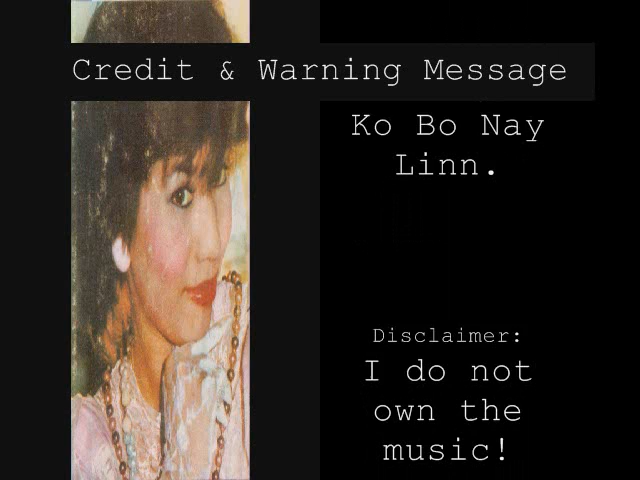 Credit & Warning Message
Ko Bo Nay
Linn.
Disclaimer:
I do not
own the
music!